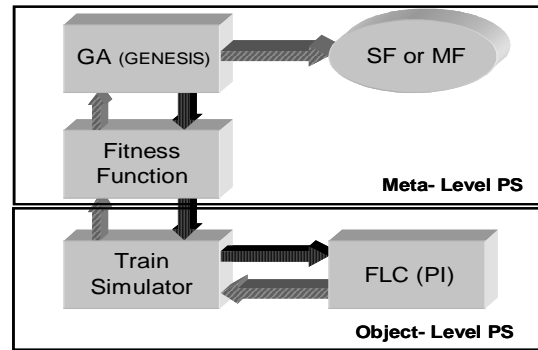 GA (GENESIS)
SF or MF
Fitness
Function
Meta- Level PS
Train
Simulator
FLC (PI)
Object- Level PS